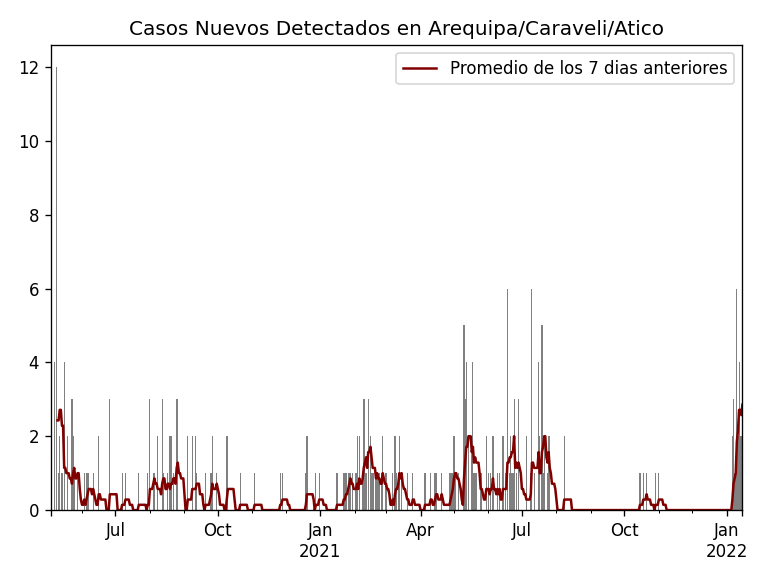 Casos Nuevos Detectados en Arequipa/Caraveli/Atico
Promedio de los 7 dias anteriores
12
10
8
6
4
2
0
Jul
Oct
Jan
2021
Apr
Jul
Oct
Jan
2022